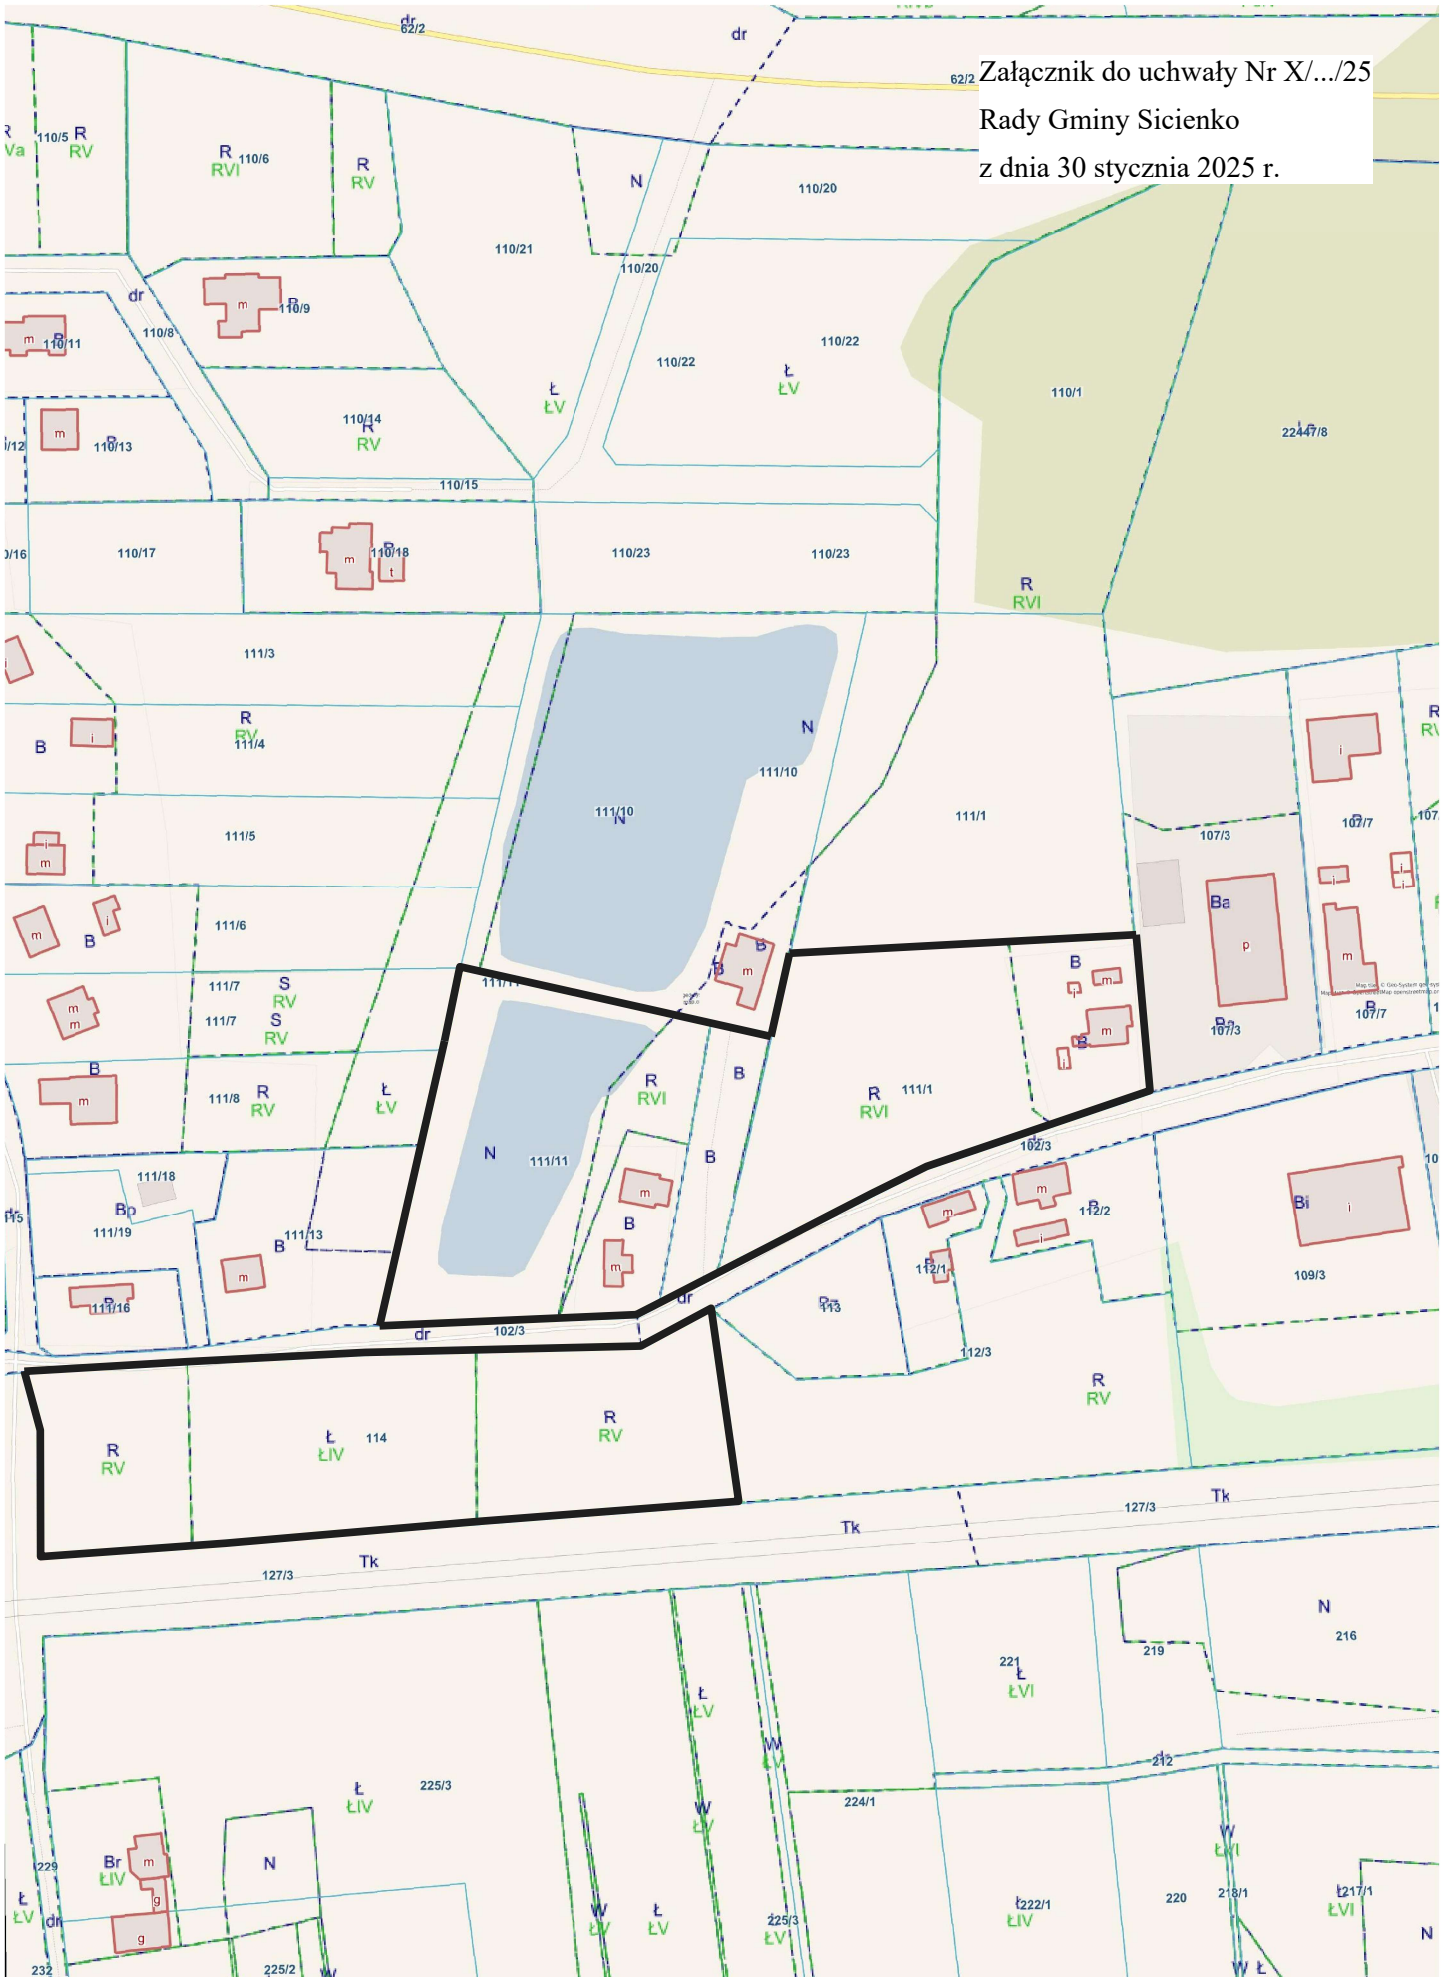 dr
62/2
dr
62/2
Załącznik do uchwały Nr X/.../25
Rady Gminy Sicienko
z dnia 30 stycznia 2025 r.
110/5
R
RV
R
RVI
110/6
R
RV
N
110/20
110/21
110/20
dr
m
110/9
110/8
m
110/11
110/22
110/22
Ł
ŁV
Ł
ŁV
110/1
m
110/13
110/14
R
RV
22447/8
110/15
110/17
m
110/18
t
110/23
110/23
R
RVI
111/3
R
RV
111/4
B
i
N
111/10
111/10
N
111/1
i
107/3
107/7
111/5
i
m
i
i
i
Ba
p
m
m
i
B
111/6
B
B
m
B
m
i
111/7
S
RV
111/7
S
RV
m
m
m
B
i
107/3
107/7
B
m
111/8
R
RV
Ł
ŁV
R
RVI
B
R
RVI
111/1
N
111/11
B
dr
102/3
111/18
Bp
111/19
m
B
m
B
111/13
m
m
112/2
i
112/1
Bi
i
109/3
111/16
m
dr
113
dr
102/3
112/3
R
RV
R
RV
Ł
ŁIV
114
R
RV
Tk
127/3
Tk
Tk
127/3
N
216
219
221
Ł
ŁVI
Ł
ŁV
W
ŁV
dr
212
Ł
ŁIV
225/3
224/1
W
ŁV
W
ŁVI
Br
ŁIV
m
N
229
g
Ł
ŁV
dr
g
W
ŁV
Ł
ŁV
225/3
ŁV
Ł
222/1
ŁIV
220
218/1
Ł
217/1
ŁVI
N
232
225/2
W
W
Ł